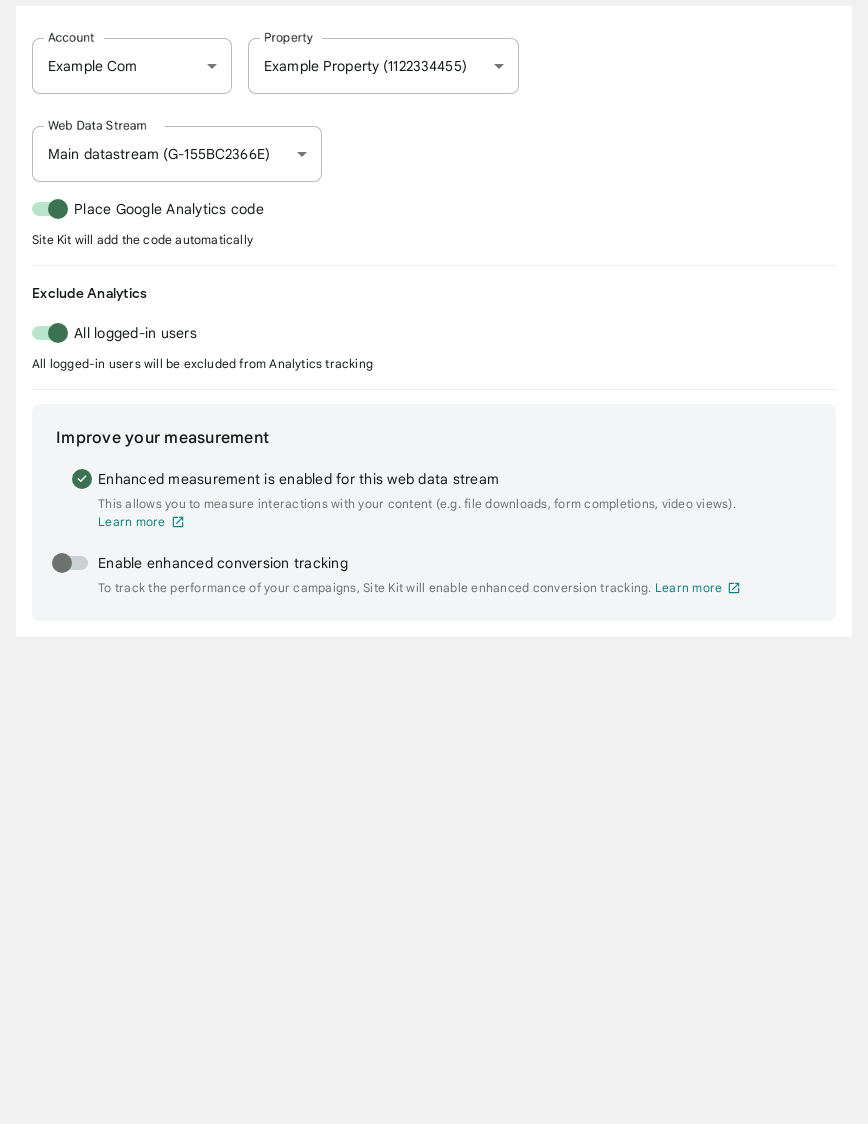 Account
Property
Example Com
Example Property (1122334455)
Web Data Stream
Main datastream (G-155BC2366E)
Place Google Analytics code
Site Kit will add the code automatically
Exclude Analytics
All logged-in users
All logged-in users will be excluded from Analytics tracking
Improve your measurement
Enhanced measurement is enabled for this web data stream
This allows you to measure interactions with your content (e.g. file downloads, form completions, video views).
Learn more
Enable enhanced conversion tracking
To track the performance of your campaigns, Site Kit will enable enhanced conversion tracking. Learn more